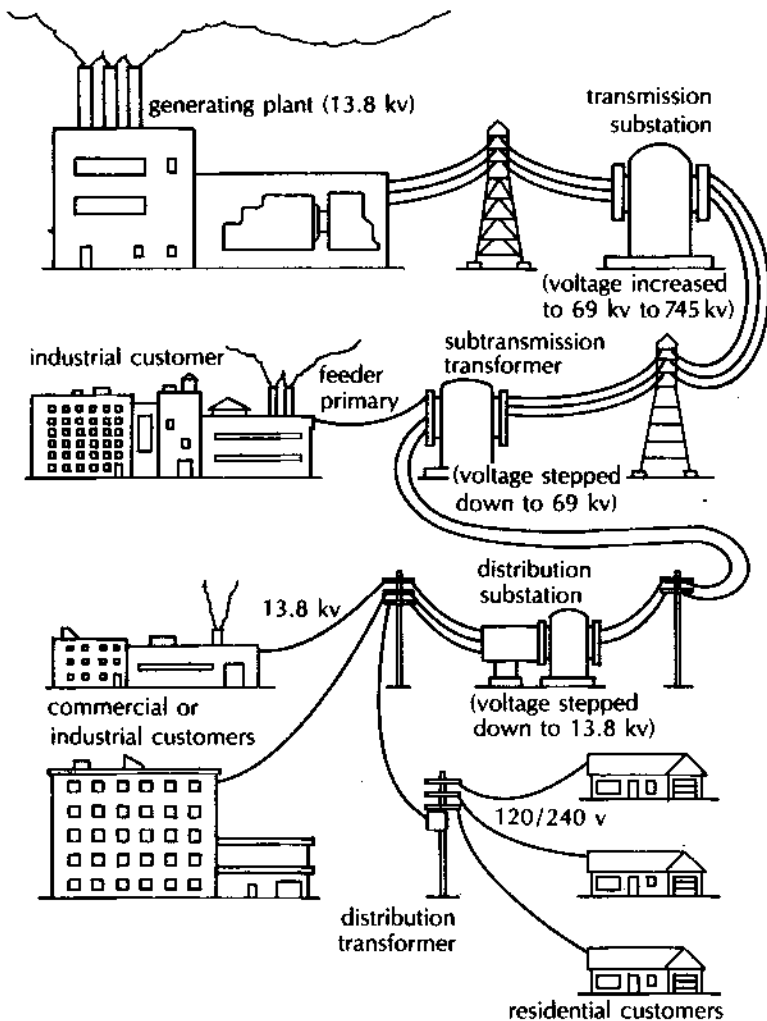 generating plant (13.8 kv)
transmission
substation
(voltage increased
to 69 kv to 745 kv)
industrial customer
feeder
primary
subtransmission
transformer
(voltage stepped
down to 69 kv)
13.8 kv
distribution
substation
(voltage stepped
down to 13.8 kv)
commercial or
industrial customers
120/240 v
distribution
transformer
residential customers